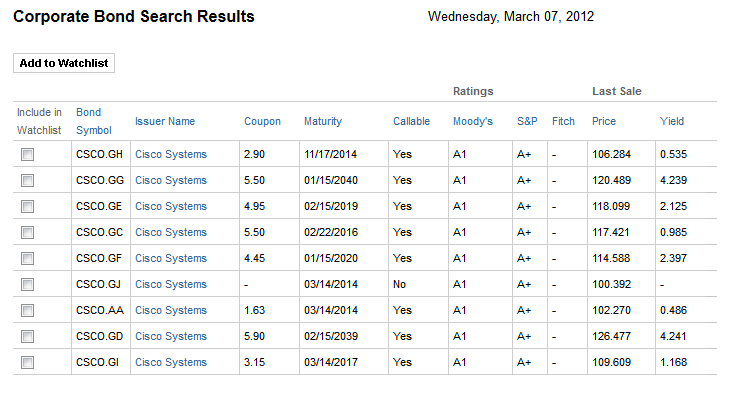 Corporate Bond Search Results Wednesday, March 07, 2012
Add to Watchlist
Ratings Last Sale
Include in Watchlist Bond Symbol Issuer Name Coupon Maturity Callable Moody's S&P Fitch Price Yield
CSCO.GH Cisco Systems 2.90 11/17/2014 Yes A1 A+ - 106.284 0.535
CSCO.GG Cisco Systems 5.50 01/15/2040 Yes A1 A+ - 120.489 4.239
CSCO.GE Cisco Systems 4.95 02/15/2019 Yes A1 A+ - 118.099 2.125
CSCO.GC Cisco Systems 5.50 02/22/2016 Yes A1 A+ - 117.421 0.985
CSCO.GF Cisco Systems 4.45 01/15/2020 Yes A1 A+ - 114.588 2.397
CSCO.GJ Cisco Systems - 03/14/2014 No A1 A+ - 100.392 -
CSCO.AA Cisco Systems 1.63 03/14/2014 Yes A1 A+ - 102.270 0.486
CSCO.GD Cisco Systems 5.90 02/15/2039 Yes A1 A+ - 126.477 4.241
CSCO.GI Cisco Systems 3.15 03/14/2017 Yes A1 A+ - 109.609 1.168